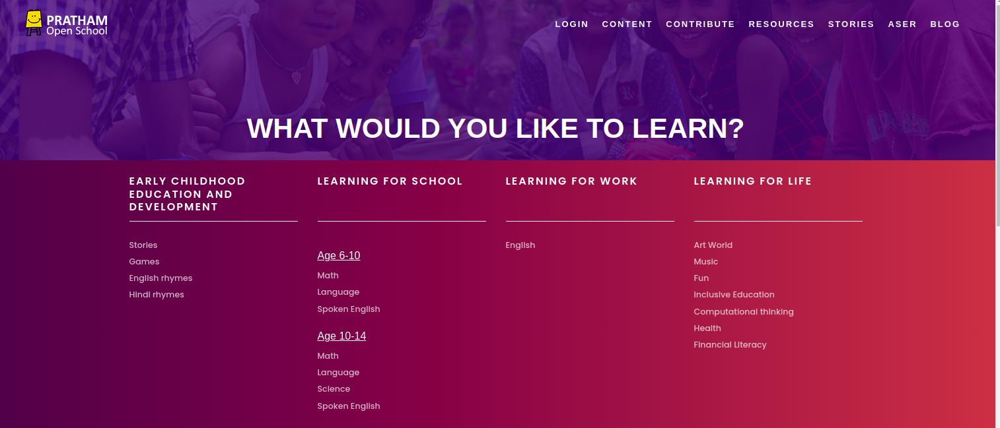 PRATHAM
Open School
LOGIN CONTENT CONTRIBUTE RESOURCES STORIES ASER BLOG
WHAT WOULD YOU LIKE TO LEARN?
EARLY CHILDHOOD
EDUCATION AND
DEVELOPMENT
Stories
Games
English rhymes
Hindi rhymes
LEARNING FOR SCHOOL
Age 6-10
Math
Language
Spoken English
Age 10-14
Math
Language
Science
Spoken English
LEARNING FOR WORK
English
LEARNING FOR LIFE
Art World
Music
Fun
Inclusive Education
Computational thinking
Health
Financial Literacy